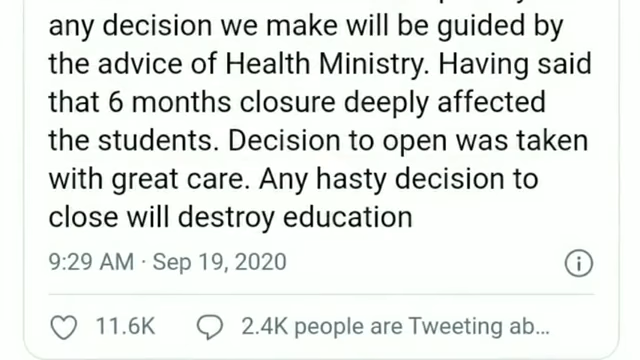 any decision we make will be guided by
the advice of Health Ministry. Having said
that 6 months closure deeply affected
the students. Decision to open was taken
with great care. Any hasty decision to
close will destroy education
9:29 AM · Sep 19, 2020
11.6K 2.4K people are Tweeting ab...